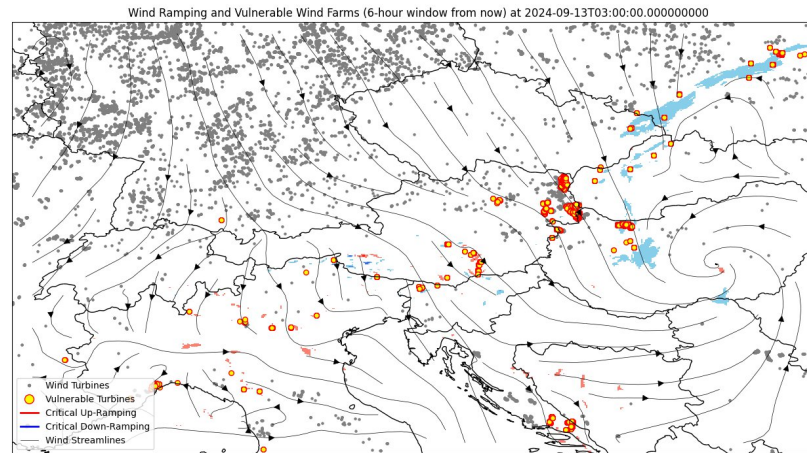 Wind Ramping and Vulnerable Wind Farms (6-hour window from now) at 2024-09-13T03:00:00.000000000
Wind Turbines
Vulnerable Turbines
Critical Up-Ramping
Critical Down-Ramping
Wind Streamlines